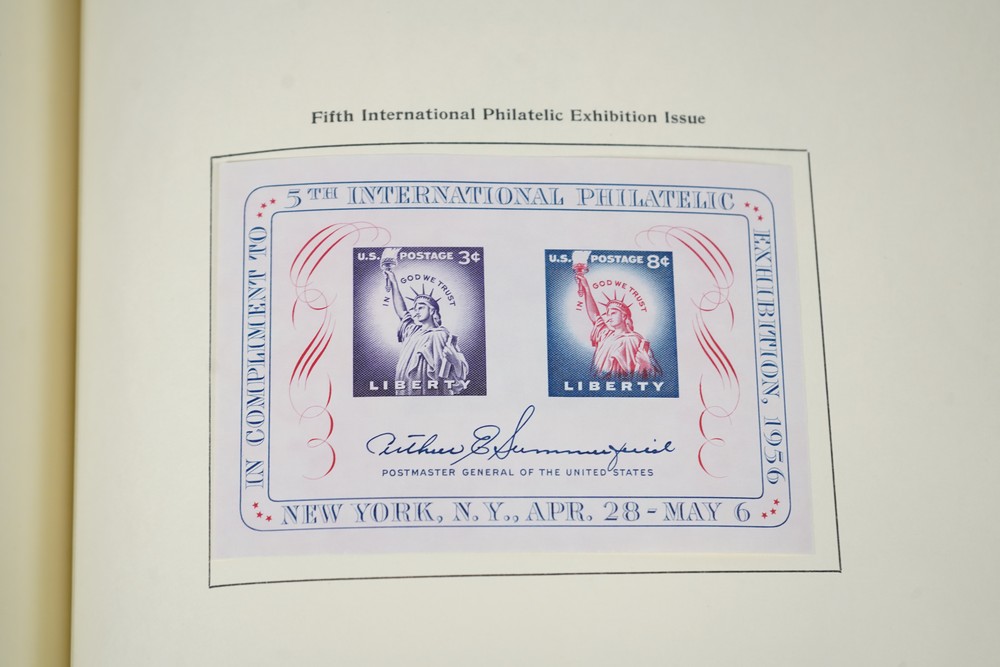 Fifth International Philatelic Exhibition Issue
IN COMPLIMENT TO
5TH INTERNATIONAL PHILATELIC
EXHIBITION, 1956
U.S. POSTAGE 3¢
IN GOD WE TRUST
LIBERTY
U.S. POSTAGE 8¢
IN GOD WE TRUST
LIBERTY
Arthur E Summerfield
POSTMASTER GENERAL OF THE UNITED STATES
NEW YORK, N.Y., APR. 28 - MAY 6